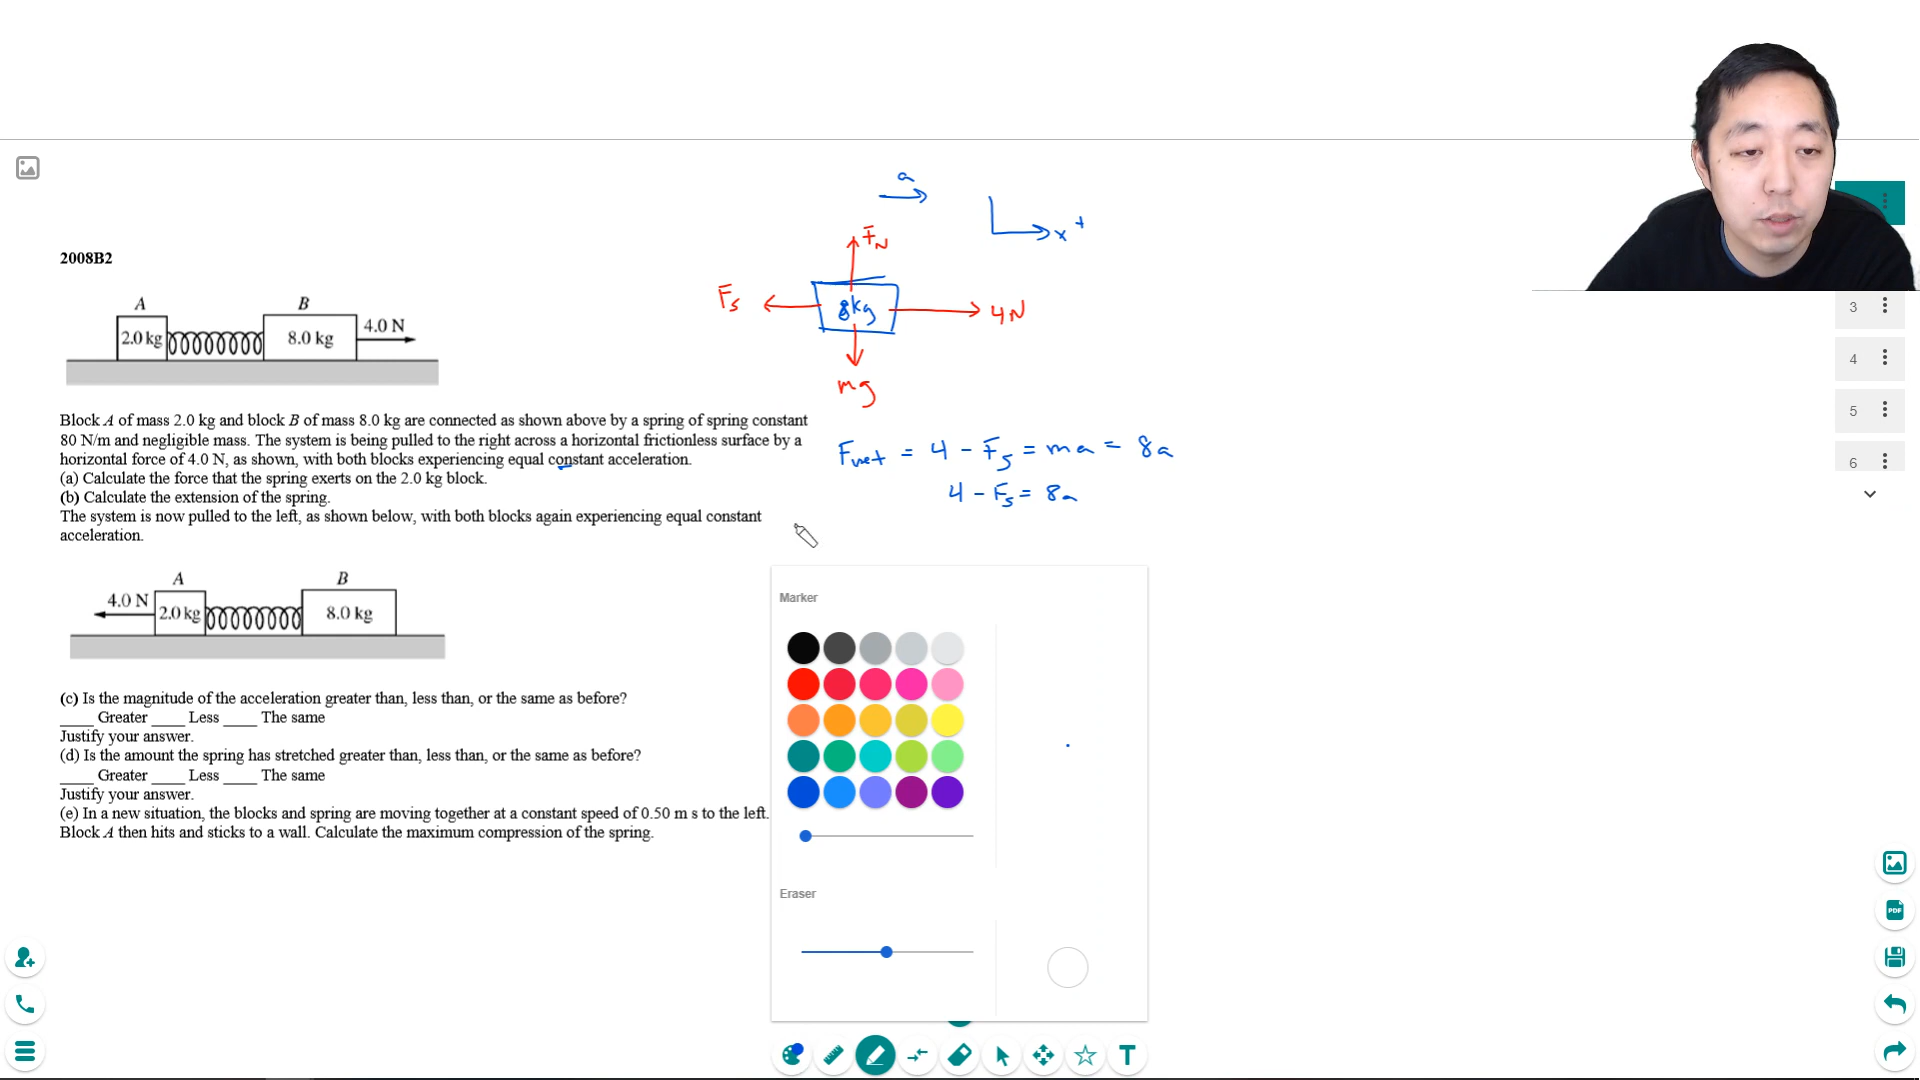 2008B2
A B
2.0 kg 8.0 kg 4.0 N
Block A of mass 2.0 kg and block B of mass 8.0 kg are connected as shown above by a spring of spring constant
80 N/m and negligible mass. The system is being pulled to the right across a horizontal frictionless surface by a
horizontal force of 4.0 N, as shown, with both blocks experiencing equal constant acceleration.
(a) Calculate the force that the spring exerts on the 2.0 kg block.
(b) Calculate the extension of the spring.
The system is now pulled to the left, as shown below, with both blocks again experiencing equal constant
acceleration.
A B
4.0 N 2.0 kg 8.0 kg
(c) Is the magnitude of the acceleration greater than, less than, or the same as before?
____ Greater ____ Less ____ The same
Justify your answer.
(d) Is the amount the spring has stretched greater than, less than, or the same as before?
____ Greater ____ Less ____ The same
Justify your answer.
(e) In a new situation, the blocks and spring are moving together at a constant speed of 0.50 m s to the left.
Block A then hits and sticks to a wall. Calculate the maximum compression of the spring.
a
x +
FN
Fs 8kg 4N
mg
Fnet = 4 - Fs = ma = 8a
4 - Fs = 8a
Marker
Eraser
3
4
5
6
PDF
T